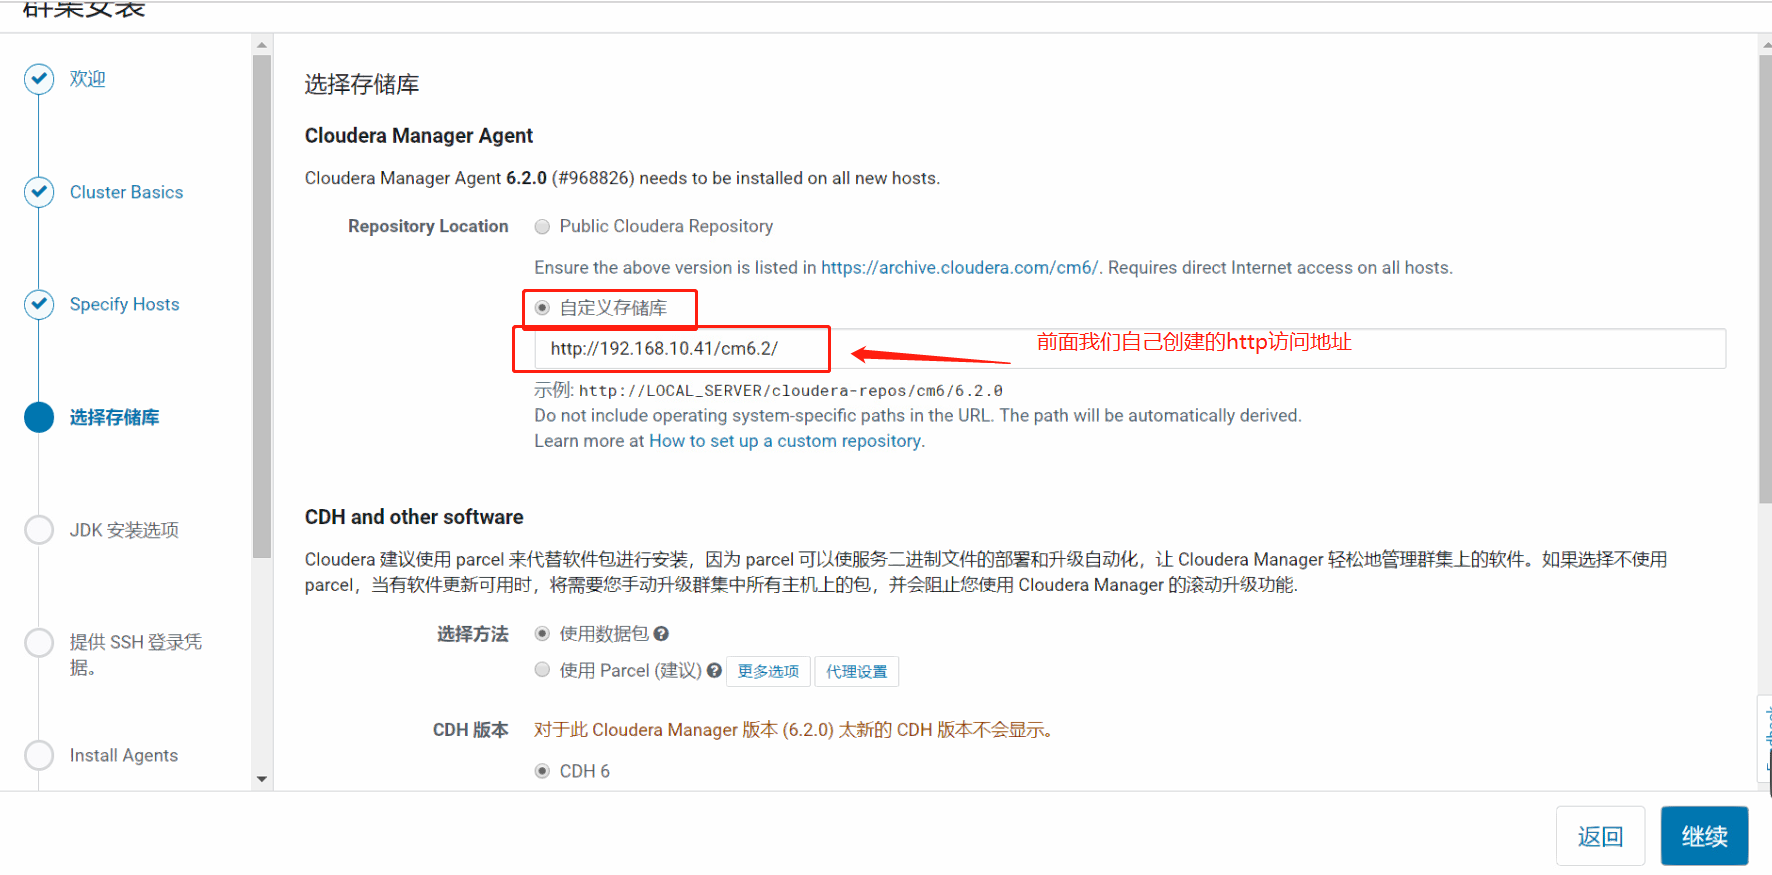 群集安装
欢迎
Cluster Basics
Specify Hosts
选择存储库
JDK 安装选项
提供 SSH 登录凭
据。
Install Agents
选择存储库
Cloudera Manager Agent
Cloudera Manager Agent 6.2.0 (#968826) needs to be installed on all new hosts.
Repository Location
Public Cloudera Repository
Ensure the above version is listed in https://archive.cloudera.com/cm6/. Requires direct Internet access on all hosts.
自定义存储库
http://192.168.10.41/cm6.2/
前面我们自己创建的http访问地址
示例: http://LOCAL_SERVER/cloudera-repos/cm6/6.2.0
Do not include operating system-specific paths in the URL. The path will be automatically derived.
Learn more at How to set up a custom repository.
CDH and other software
Cloudera 建议使用 parcel 来代替软件包进行安装，因为 parcel 可以使服务二进制文件的部署和升级自动化，让 Cloudera Manager 轻松地管理群集上的软件。如果选择不使用
parcel，当有软件更新可用时，将需要您手动升级群集中所有主机上的包，并会阻止您使用 Cloudera Manager 的滚动升级功能.
选择方法
使用数据包
使用 Parcel (建议) 更多选项 代理设置
CDH 版本
对于此 Cloudera Manager 版本 (6.2.0) 太新的 CDH 版本不会显示。
CDH 6
返回
继续